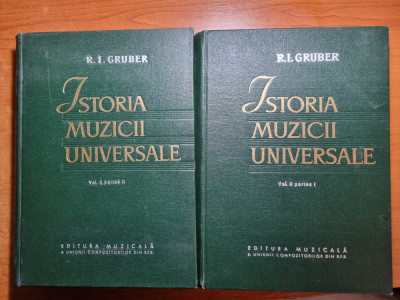 R. I. GRUBER
ISTORIA
MUZICII
UNIVERSALE
Vol. II partea II
EDITURA MUZICALĂ
A UNIUNII COMPOZITORILOR DIN R.P.R.
R.I. GRUBER
ISTORIA
MUZICII
UNIVERSALE
Vol. II partea I
EDITURA MUZICALĂ
A UNIUNII COMPOZITORILOR DIN R.P.R.